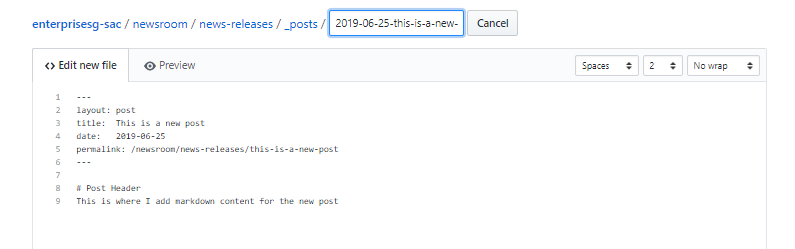 enterprisesg-sac / newsroom / news-releases / _posts / 2019-06-25-this-is-a-new- Cancel
<> Edit new file Preview Spaces 2 No wrap
1 ---
2 layout: post
3 title:  This is a new post
4 date:   2019-06-25
5 permalink: /newsroom/news-releases/this-is-a-new-post
6 ---
7
8 # Post Header
9 This is where I add markdown content for the new post